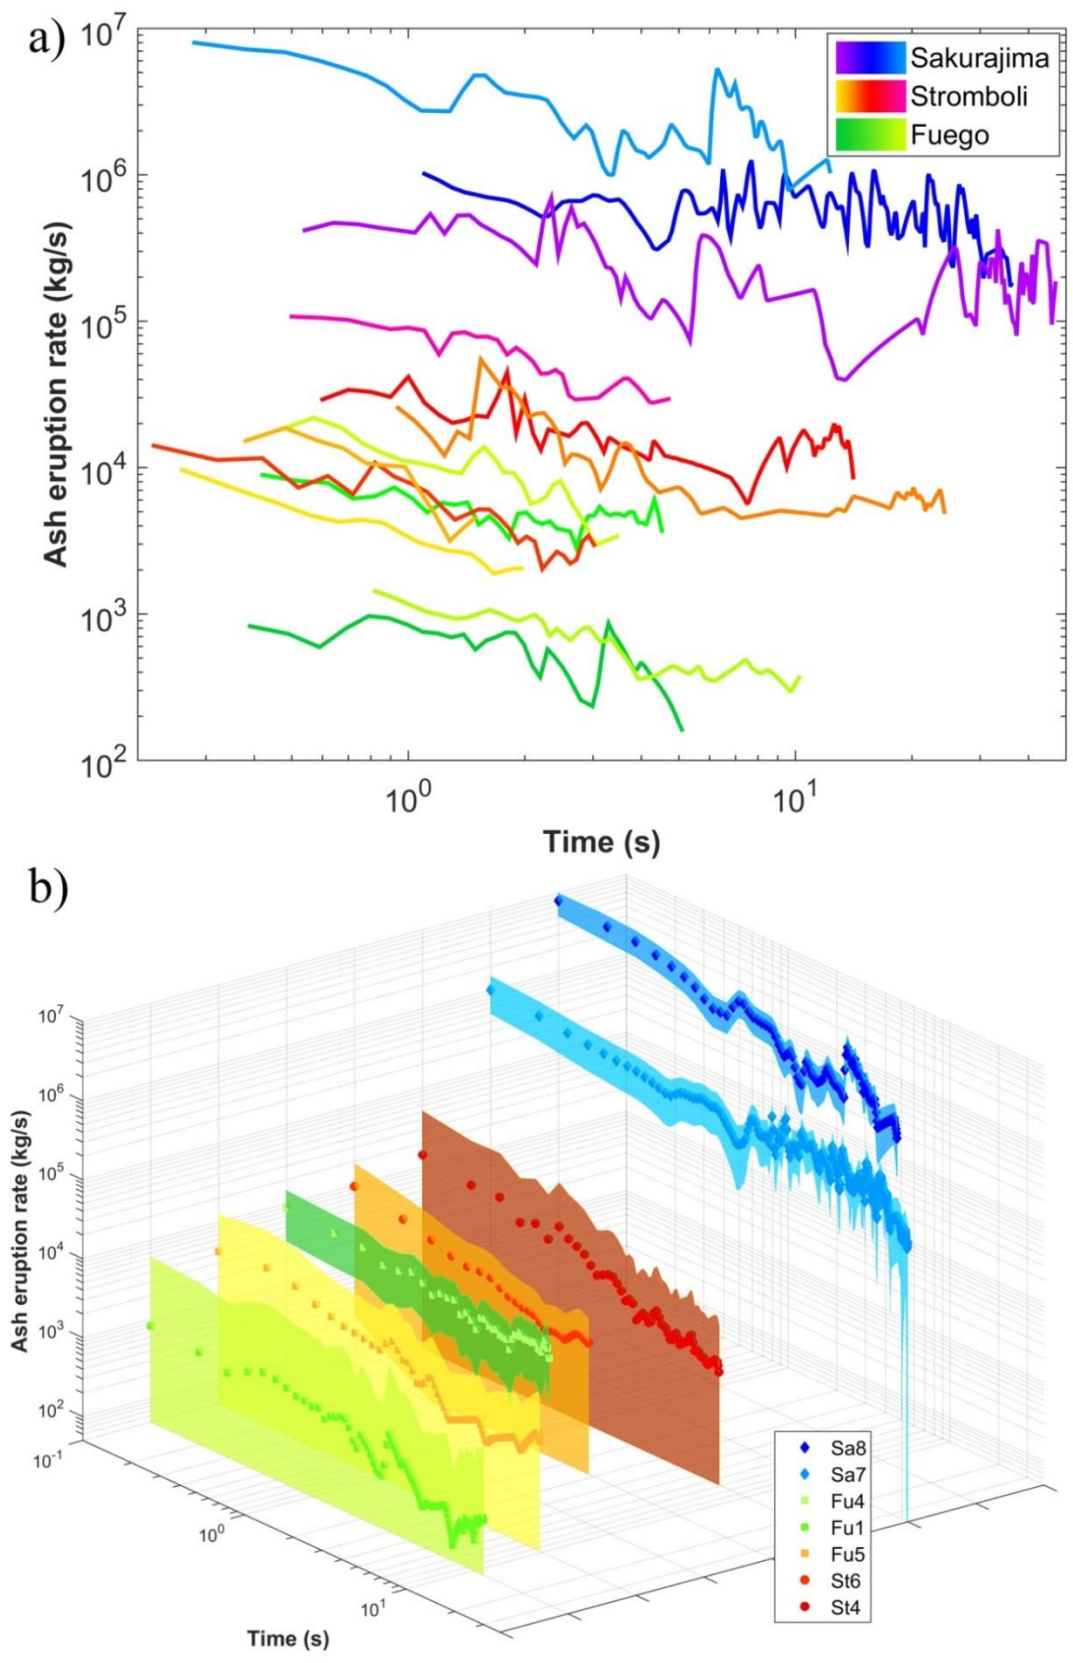 a)
10^7
10^6
10^5
10^4
10^3
10^2
Ash eruption rate (kg/s)
Sakurajima
Stromboli
Fuego
10^0
10^1
Time (s)
b)
10^7
10^6
10^5
10^4
10^3
10^2
Ash eruption rate (kg/s)
10^-1
10^0
10^1
Time (s)
Sa8
Sa7
Fu4
Fu1
Fu5
St6
St4